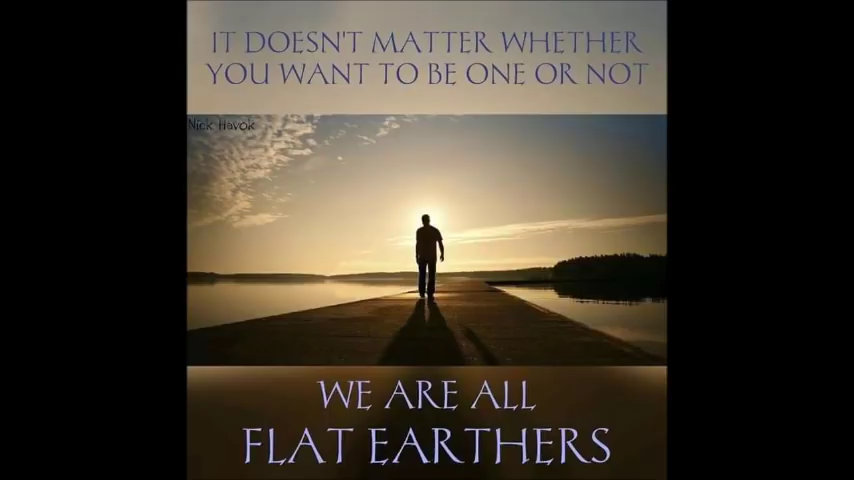 IT DOESN'T MATTER WHETHER
YOU WANT TO BE ONE OR NOT
Nick Havok
WE ARE ALL
FLAT EARTHERS